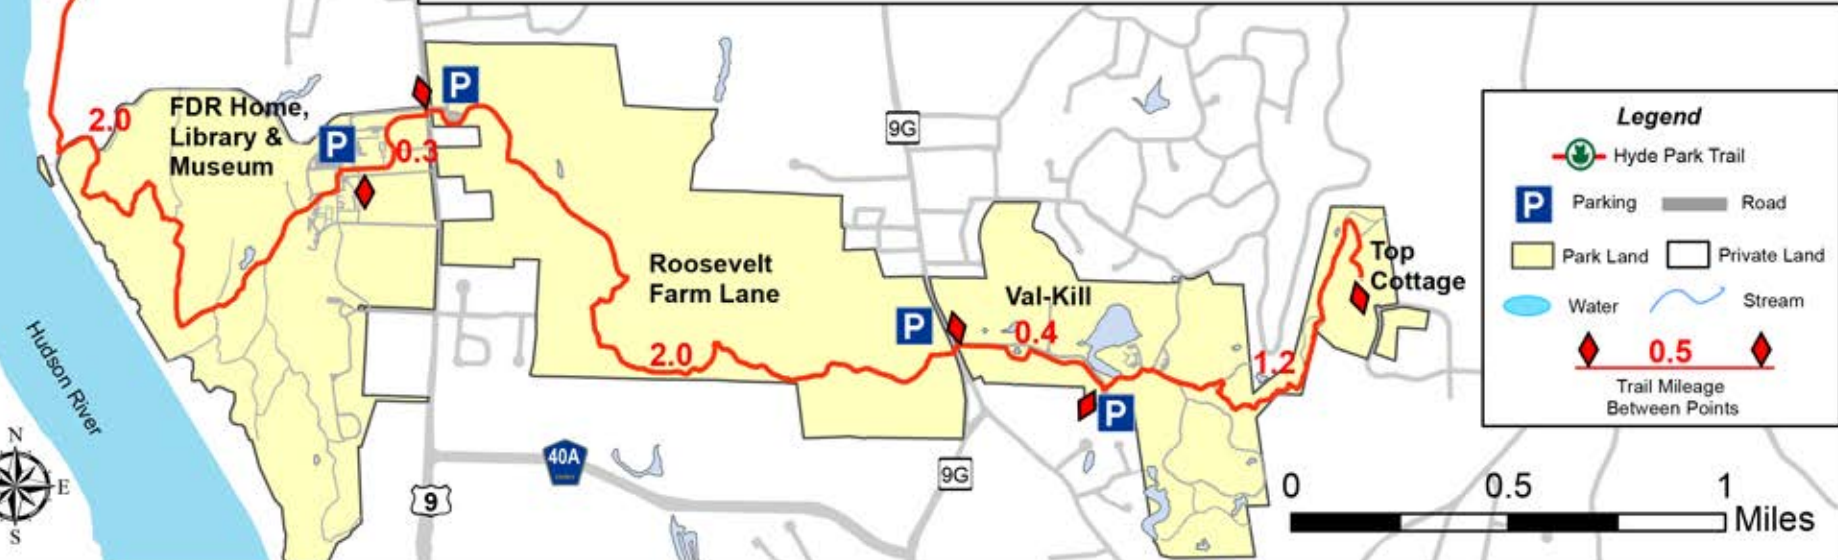 2.0
FDR Home,
Library &
Museum
P
P
0.3
9G
Roosevelt
Farm Lane
2.0
P
Val-Kill
0.4
P
1.2
Top
Cottage
Hudson River
N
E
S
40A
9
9G
Legend
Hyde Park Trail
P Parking
Road
Park Land
Private Land
Water
Stream
0.5
Trail Mileage
Between Points
0 0.5 1
Miles